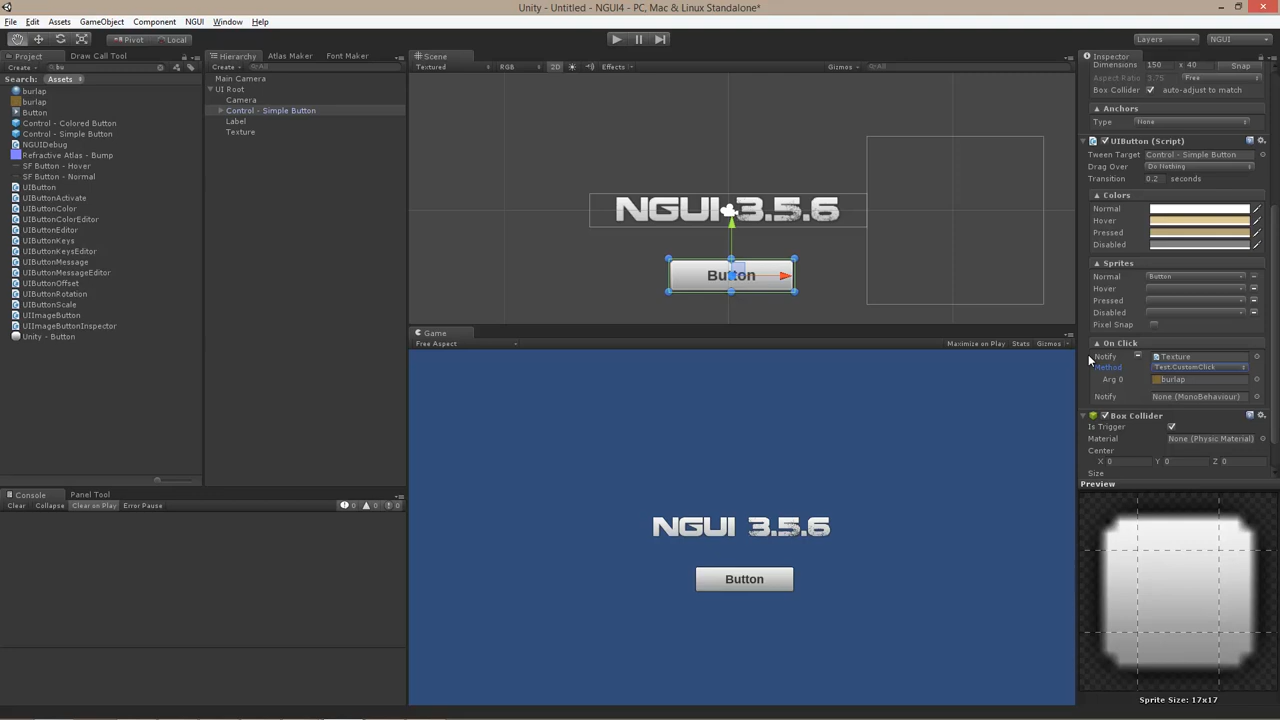 Unity - Untitled - NGUI4 - PC, Mac & Linux Standalone*
File Edit Assets GameObject Component NGUI Window Help
Pivot Local Layers NGUI
Project Draw Call Tool
Create bu
Search: Assets
burlap
burlap
Button
Control - Colored Button
Control - Simple Button
NGUIDebug
Refractive Atlas - Bump
SF Button - Hover
SF Button - Normal
UIButton
UIButtonActivate
UIButtonColor
UIButtonColorEditor
UIButtonEditor
UIButtonKeys
UIButtonKeysEditor
UIButtonMessage
UIButtonMessageEditor
UIButtonOffset
UIButtonRotation
UIButtonScale
UIImageButton
UIImageButtonInspector
Unity - Button
Hierarchy Atlas Maker Font Maker
Create All
Main Camera
UI Root
Camera
Control - Simple Button
Label
Texture
Scene
Textured RGB 2D Effects Gizmos All
NGUI 3.5.6
Button
Game
Free Aspect Maximize on Play Stats Gizmos
NGUI 3.5.6
Button
Console Panel Tool
Clear Collapse Clear on Play Error Pause 0 0 0
Inspector
Dimensions 150 x 40 Snap
Aspect Ratio 3.75 Free
Box Collider auto-adjust to match
Anchors
Type None
UIButton (Script)
Tween Target Control - Simple Button
Drag Over Do Nothing
Transition 0.2 seconds
Colors
Normal
Hover
Pressed
Disabled
Sprites
Normal Button
Hover
Pressed
Disabled
Pixel Snap
On Click
Notify Texture
Method Test.CustomClick
Arg 0 burlap
Notify None (MonoBehaviour)
Box Collider
Is Trigger
Material None (Physic Material)
Center
X 0 Y 0 Z 0
Size
Preview
Sprite Size: 17x17